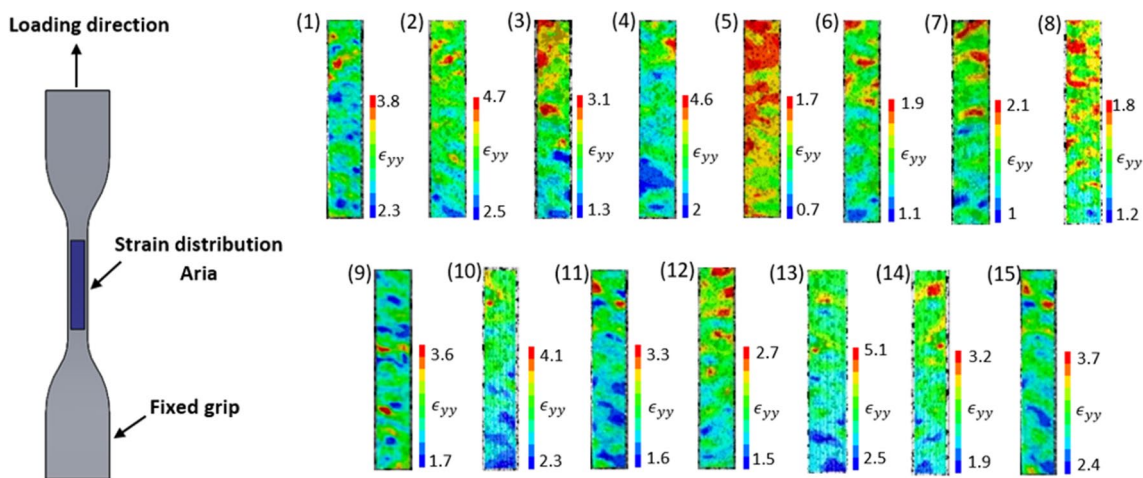 Loading direction
Strain distribution
Aria
Fixed grip
(1)
3.8
ϵyy
2.3
(2)
4.7
ϵyy
2.5
(3)
3.1
ϵyy
1.3
(4)
4.6
ϵyy
2
(5)
1.7
ϵyy
0.7
(6)
1.9
ϵyy
1.1
(7)
2.1
ϵyy
1
(8)
1.8
ϵyy
1.2
(9)
3.6
ϵyy
1.7
(10)
4.1
ϵyy
2.3
(11)
3.3
ϵyy
1.6
(12)
2.7
ϵyy
1.5
(13)
5.1
ϵyy
2.5
(14)
3.2
ϵyy
1.9
(15)
3.7
ϵyy
2.4